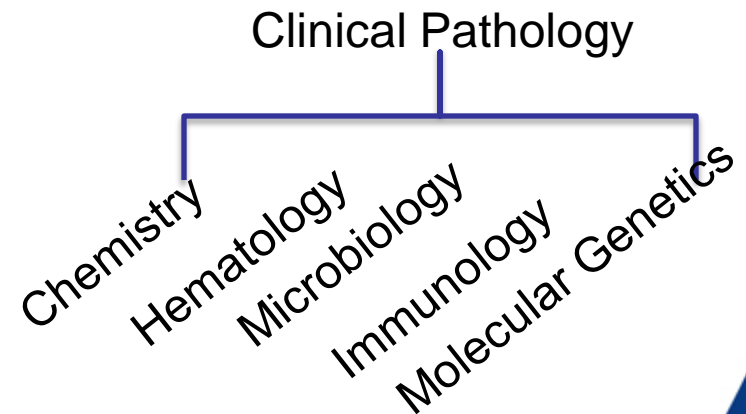 Clinical Pathology
Chemistry
Hematology
Microbiology
Immunology
Molecular Genetics